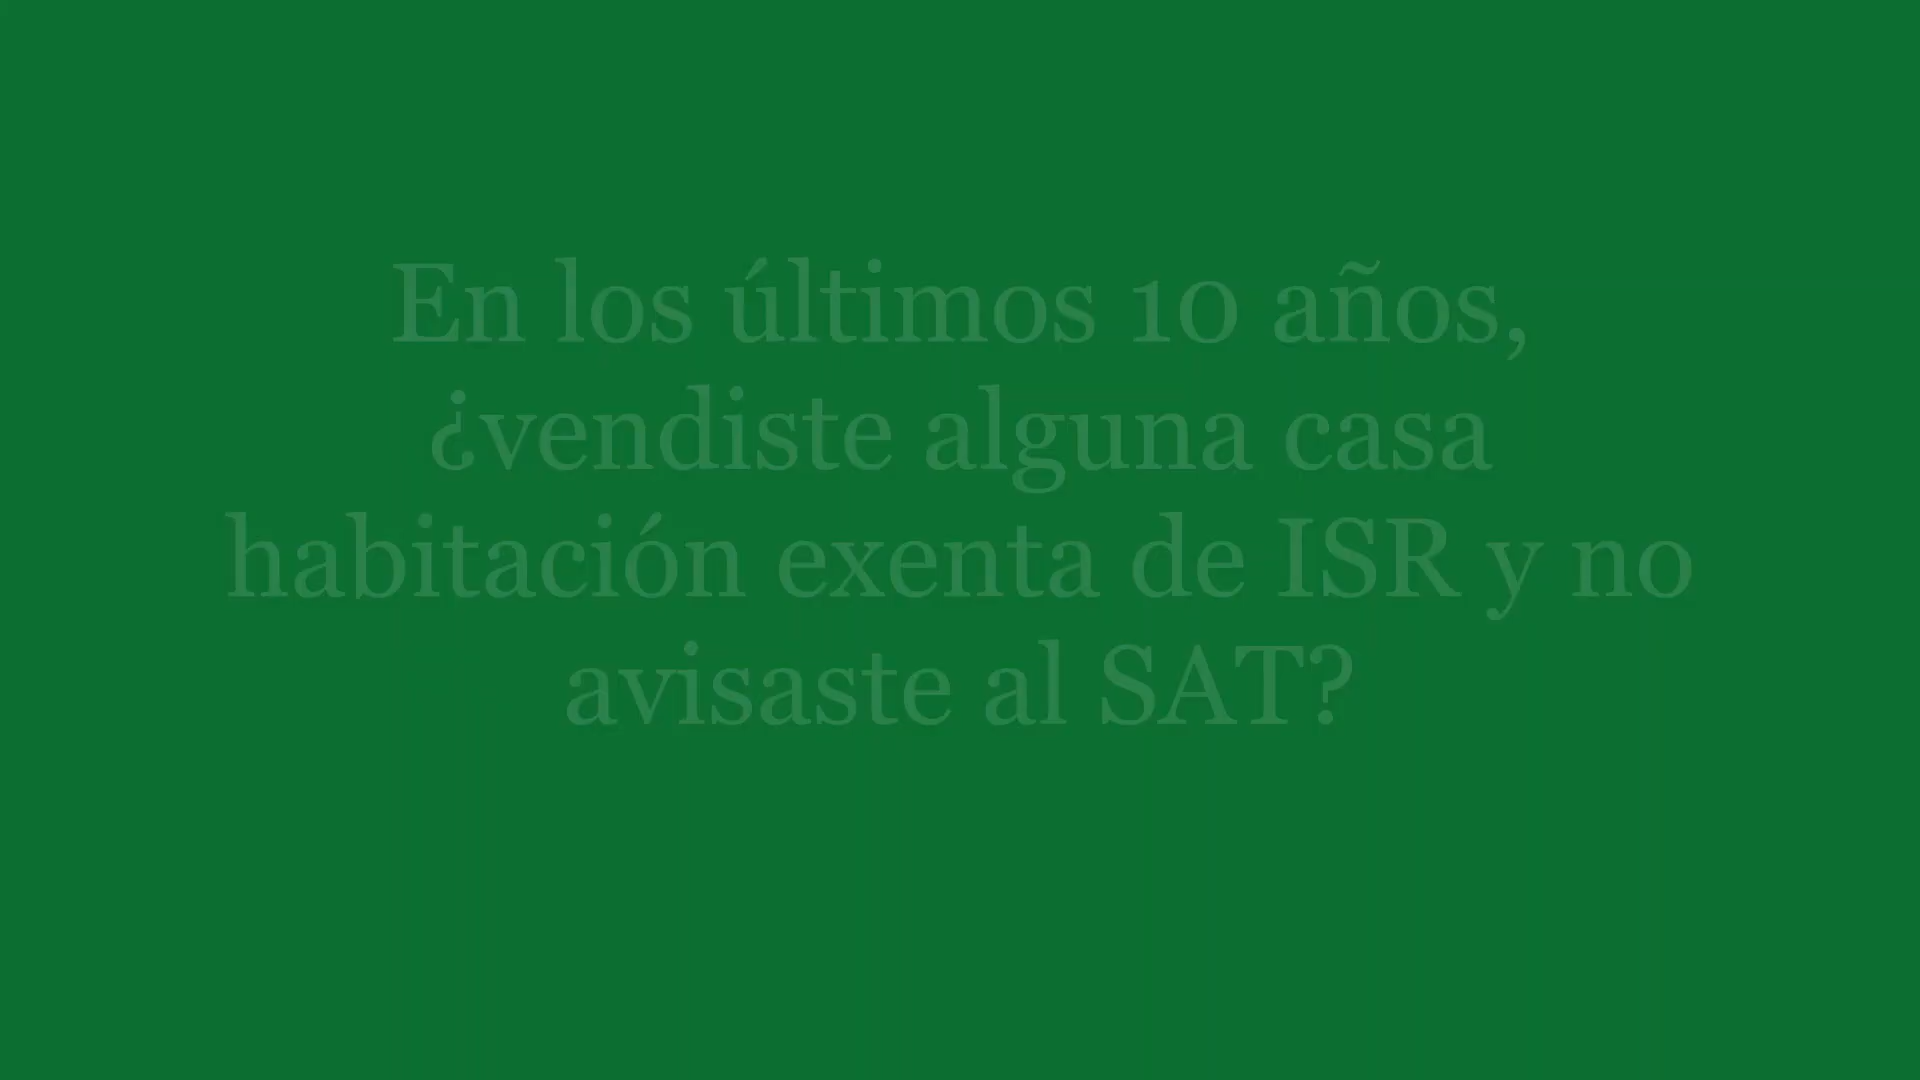 En los últimos 10 años,
¿vendiste alguna casa
habitación exenta de ISR y no
avisaste al SAT?